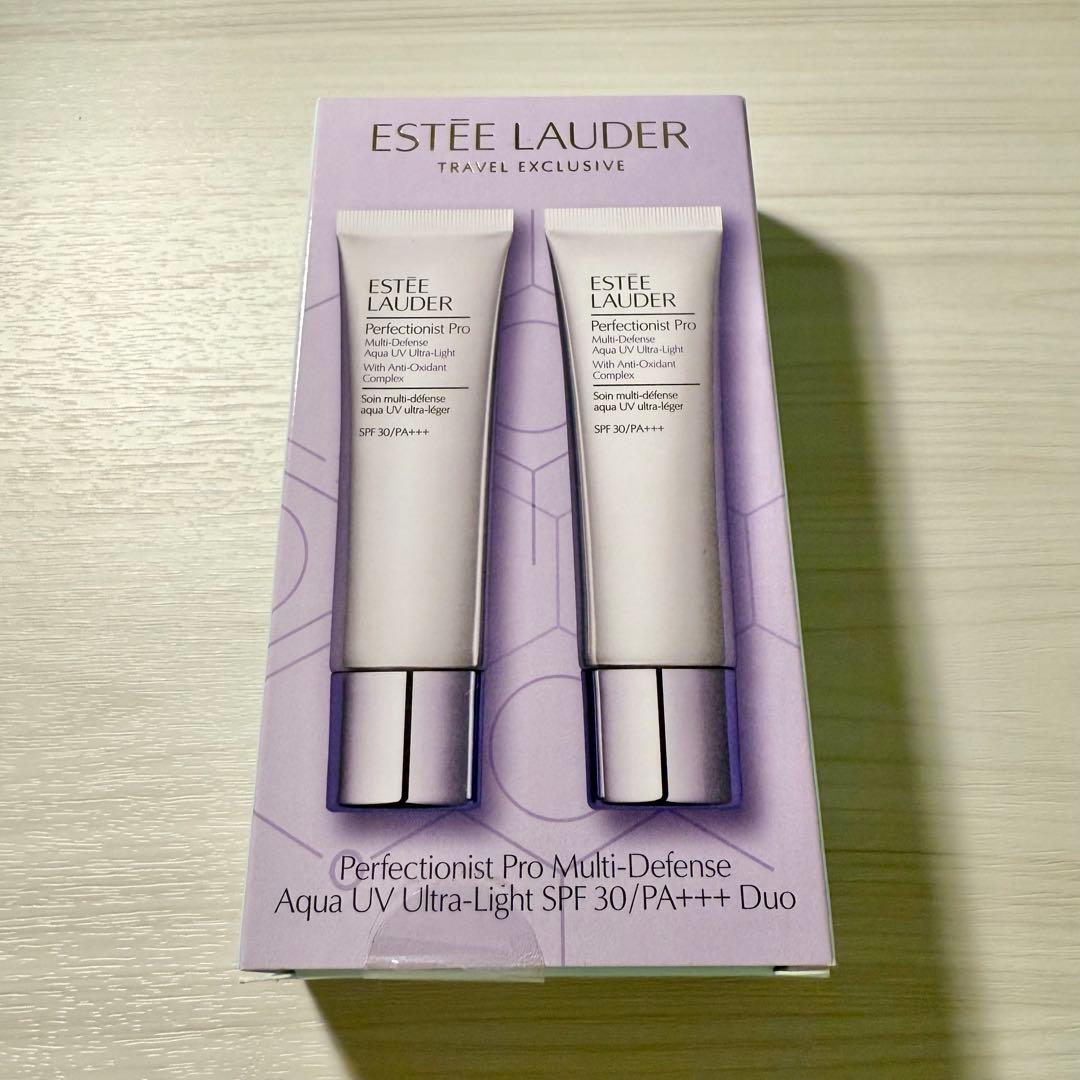 ESTĒE LAUDER
TRAVEL EXCLUSIVE
ESTĒE
LAUDER
Perfectionist Pro
Multi-Defense
Aqua UV Ultra-Light
With Anti-Oxidant
Complex
Soin multi-défense
aqua UV ultra-léger
SPF 30/PA+++
ESTĒE
LAUDER
Perfectionist Pro
Multi-Defense
Aqua UV Ultra-Light
With Anti-Oxidant
Complex
Soin multi-défense
aqua UV ultra-léger
SPF 30/PA+++
Perfectionist Pro Multi-Defense
Aqua UV Ultra-Light SPF 30/PA+++ Duo